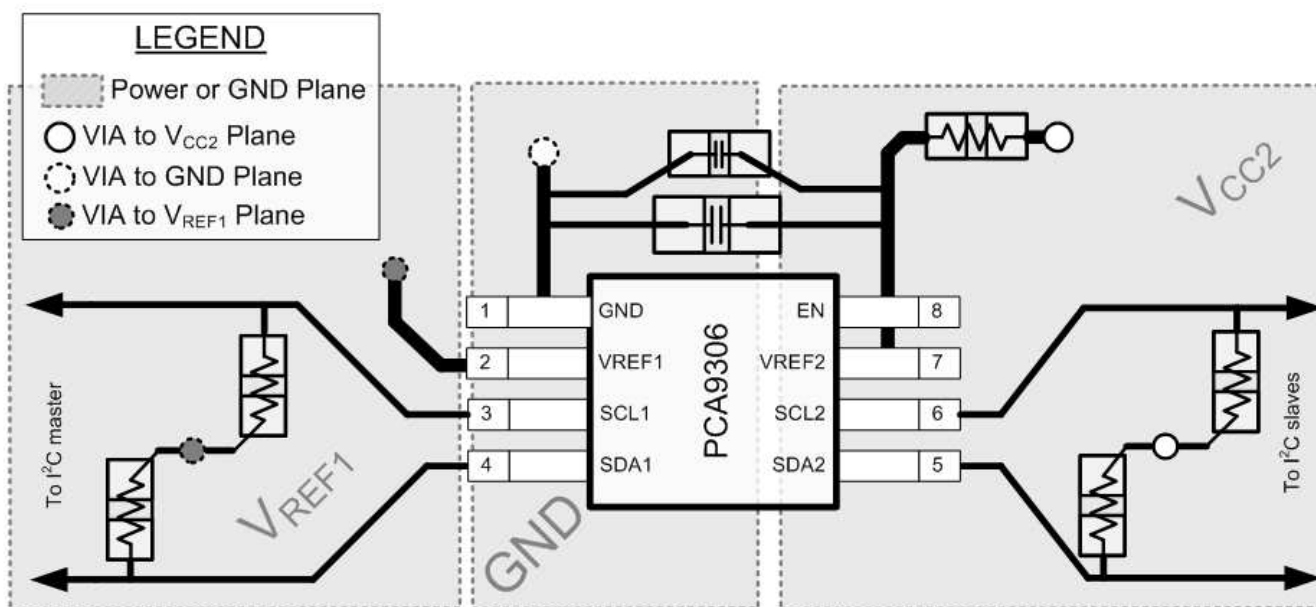 LEGEND
Power or GND Plane
VIA to VCC2 Plane
VIA to GND Plane
VIA to VREF1 Plane
VCC2
1 GND EN 8
2 VREF1 VREF2 7
3 SCL1 SCL2 6
4 SDA1 SDA2 5
PCA9306
To I²C master
To I²C slaves
VREF1
GND